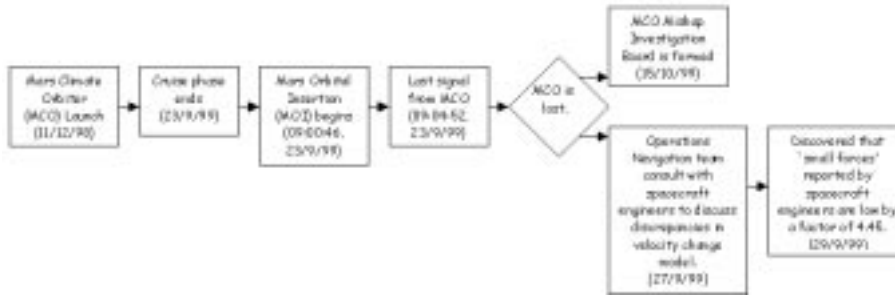 Mars Climate
Orbiter
(MCO) Launch
(11/12/98)
Cruise phase
ends
(23/9/99)
Mars Orbital
Insertion
(MOI) begins
(09:00:46,
23/9/99)
Last signal
from MCO
(09:04:52,
23/9/99)
MCO is
lost.
MCO Mishap
Investigation
Board is formed
(15/10/99)
Operations
Navigation team
consult with
spacecraft
engineers to discuss
discrepancies in
velocity change
model.
(27/9/99)
Discovered that
'small forces'
reported by
spacecraft
engineers are low by
a factor of 4.45.
(29/9/99)